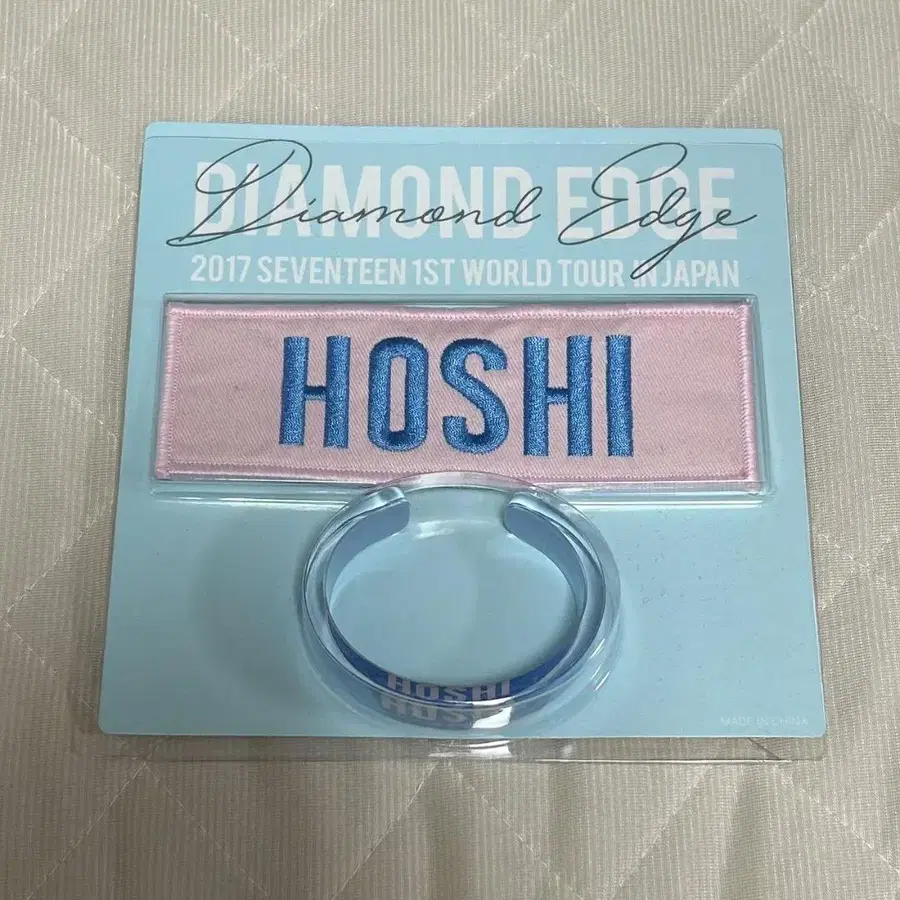 DIAMOND EDGE
Diamond Edge
2017 SEVENTEEN 1ST WORLD TOUR IN JAPAN
HOSHI
HOSHI
MADE IN CHINA